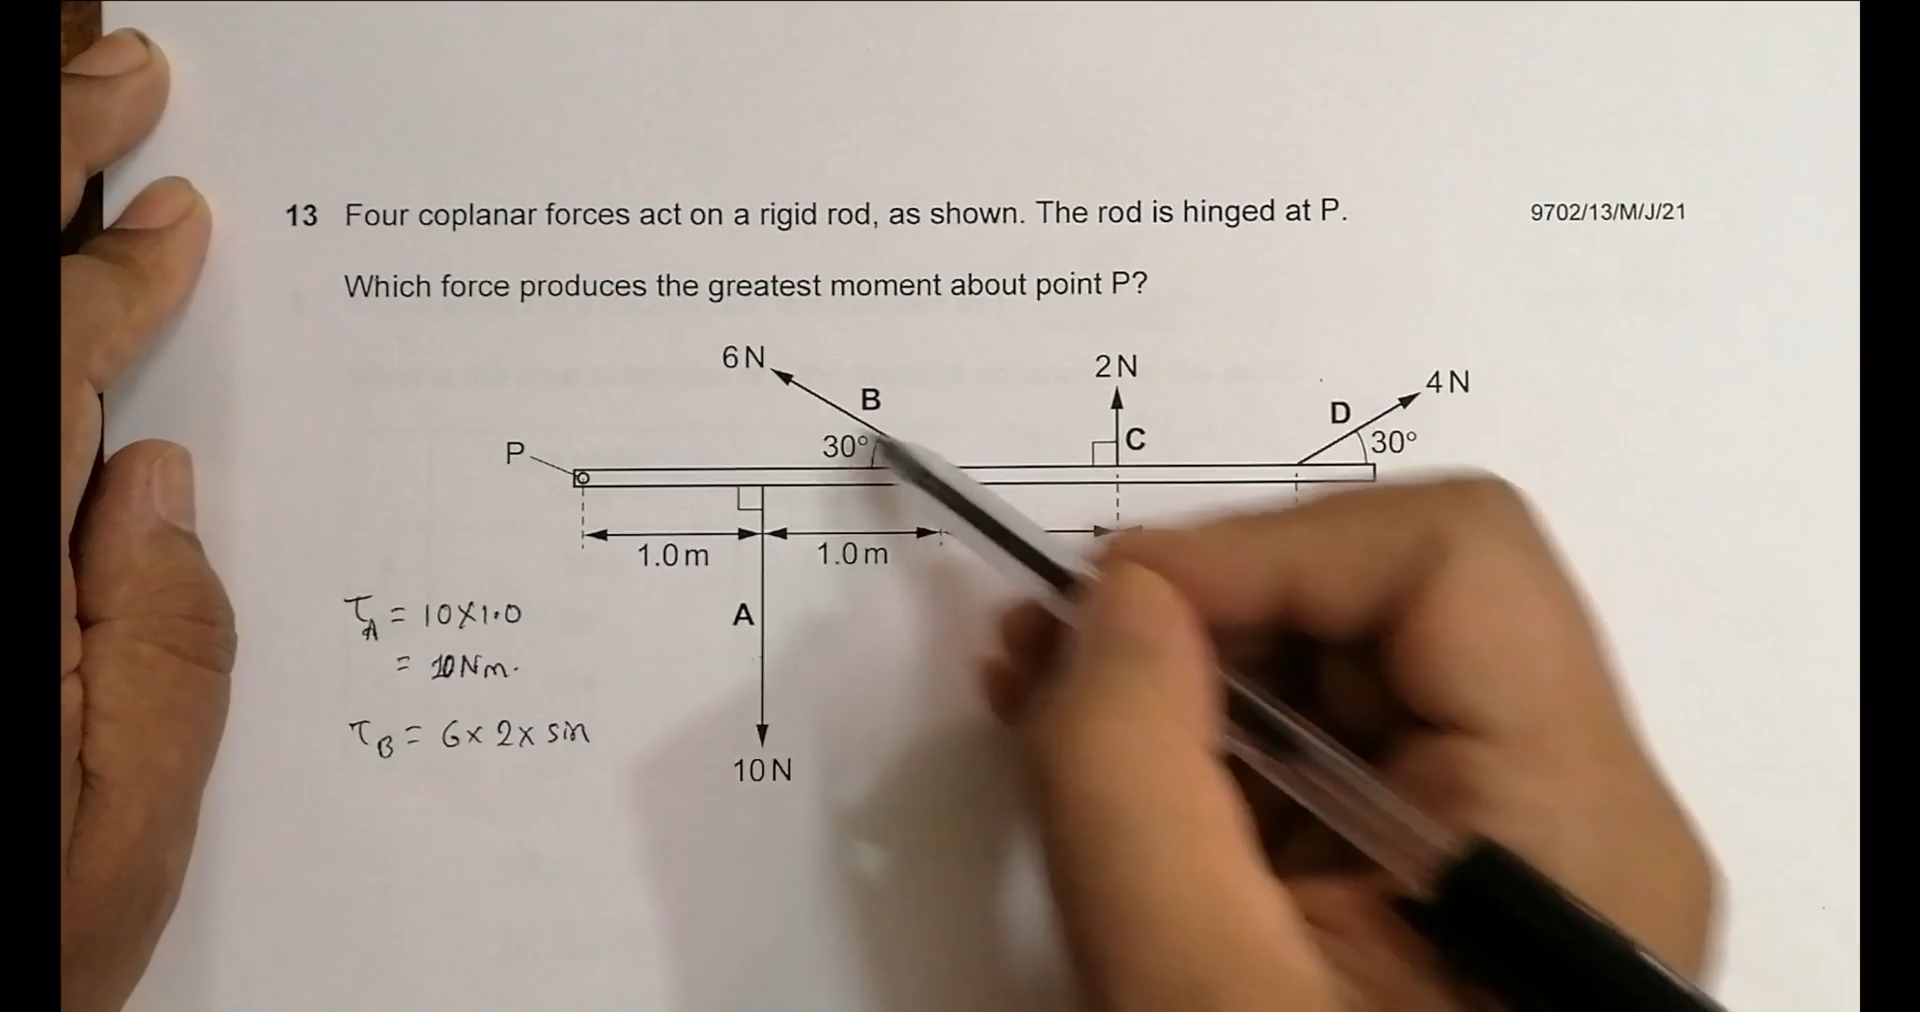 13 Four coplanar forces act on a rigid rod, as shown. The rod is hinged at P. 9702/13/M/J/21
Which force produces the greatest moment about point P?
6 N
B
30°
2 N
C
4 N
D
30°
P
1.0 m
1.0 m
A
10 N
τA = 10×1.0
= 10Nm.
τB = 6× 2× sin